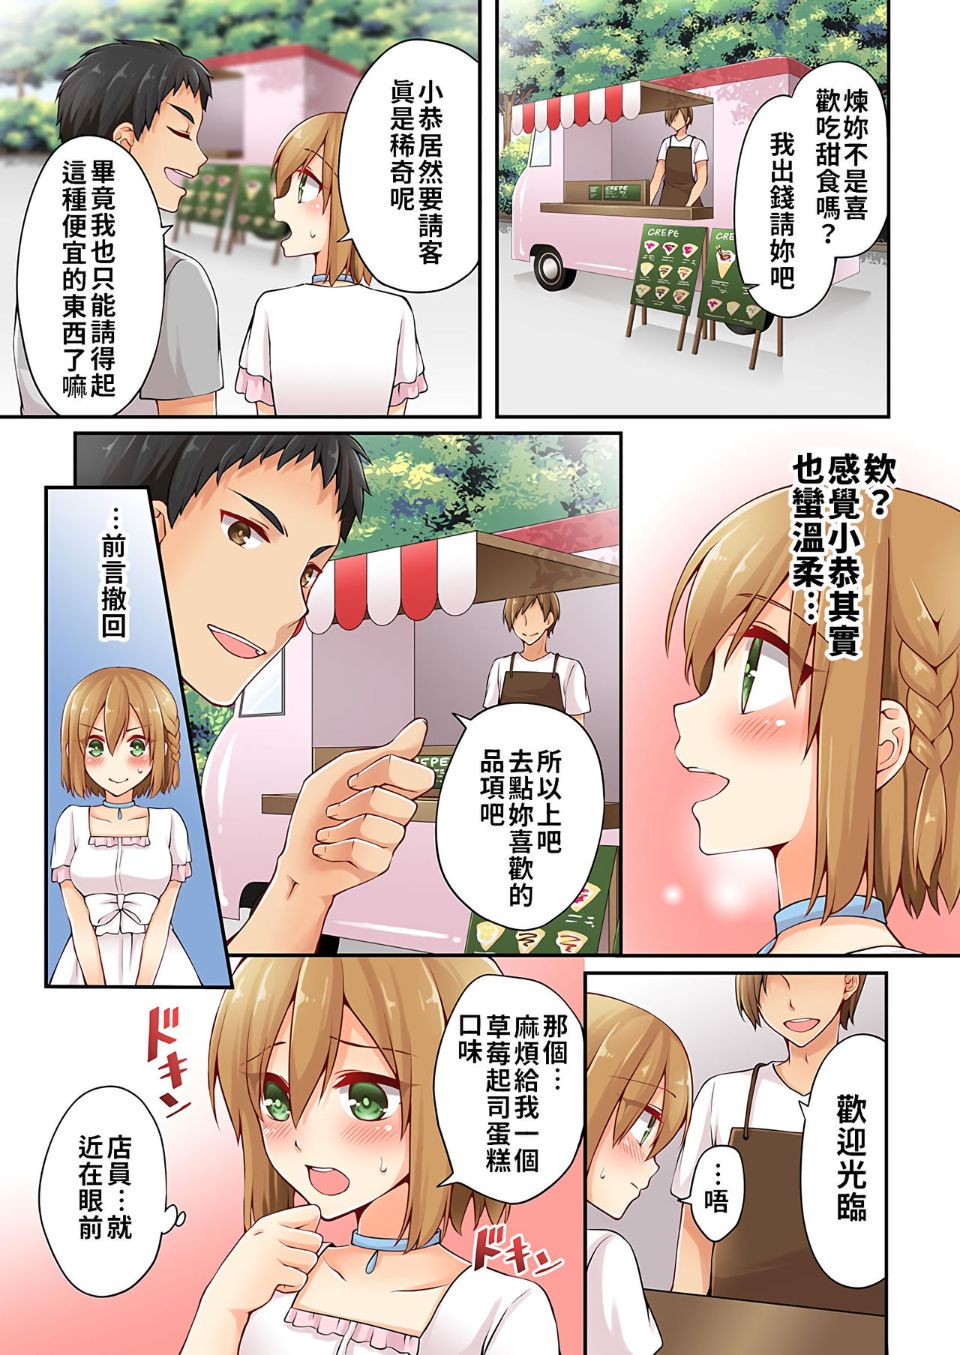 煉妳不是喜
歡吃甜食嗎？
我出錢請妳吧
CREPE
CREPE
CREPE
小恭居然要請客
真是稀奇呢
畢竟我也只能請得起
這種便宜的東西了嘛
欸？
感覺小恭其實
也蠻溫柔…
所以上吧
去點妳喜歡的
品項吧
…前言撤回
歡迎光臨
…唔
那個…
麻煩給我一個
草莓起司蛋糕
口味
店員…就
近在眼前
ドキン
ドキン